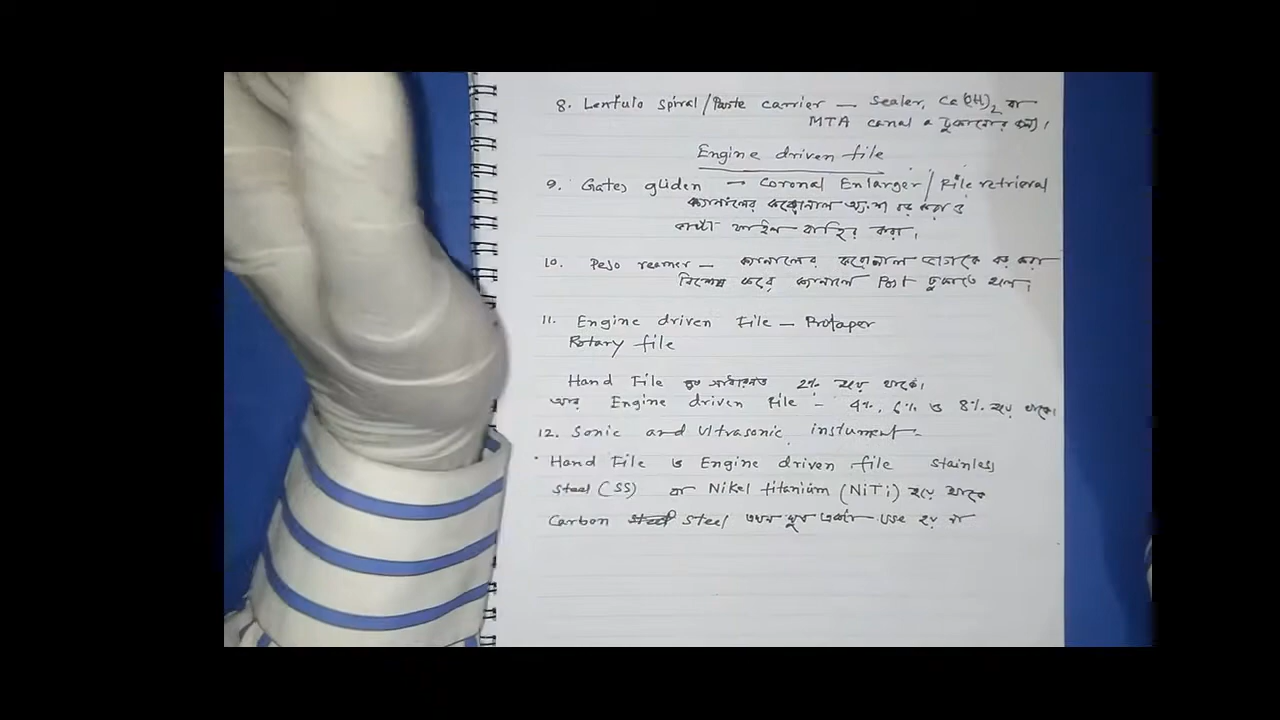 8. Lentulo spiral/Paste carrier — Sealer, Ca(OH)2 বা
MTA canal a ঢুকানোর জন্য।
Engine driven file
9. Gates gliden → Coronal Enlarger/File retrieval
ক্যানালের করোনাল অংশ বড় করা ও
ভাংগা ফাইল বাহির করা।
10. Peso reamer — ক্যানালের করোনাল ভাগকে বড় করা
বিশেষ করে ক্যানালে Post ঢুকাতে হলে।
11. Engine driven File — Protaper
Rotary file
Hand File সাধারনত 2% হয়ে থাকে।
আর Engine driven File - 4%, 6% ও 8% হয়ে থাকে।
12. Sonic and Ultrasonic instument.
Hand File ও Engine driven file stainless
Steel (SS) বা Nikel titanium (NiTi) হয়ে থাকে
Carbon Steel এখন খুব একটা use হয় না